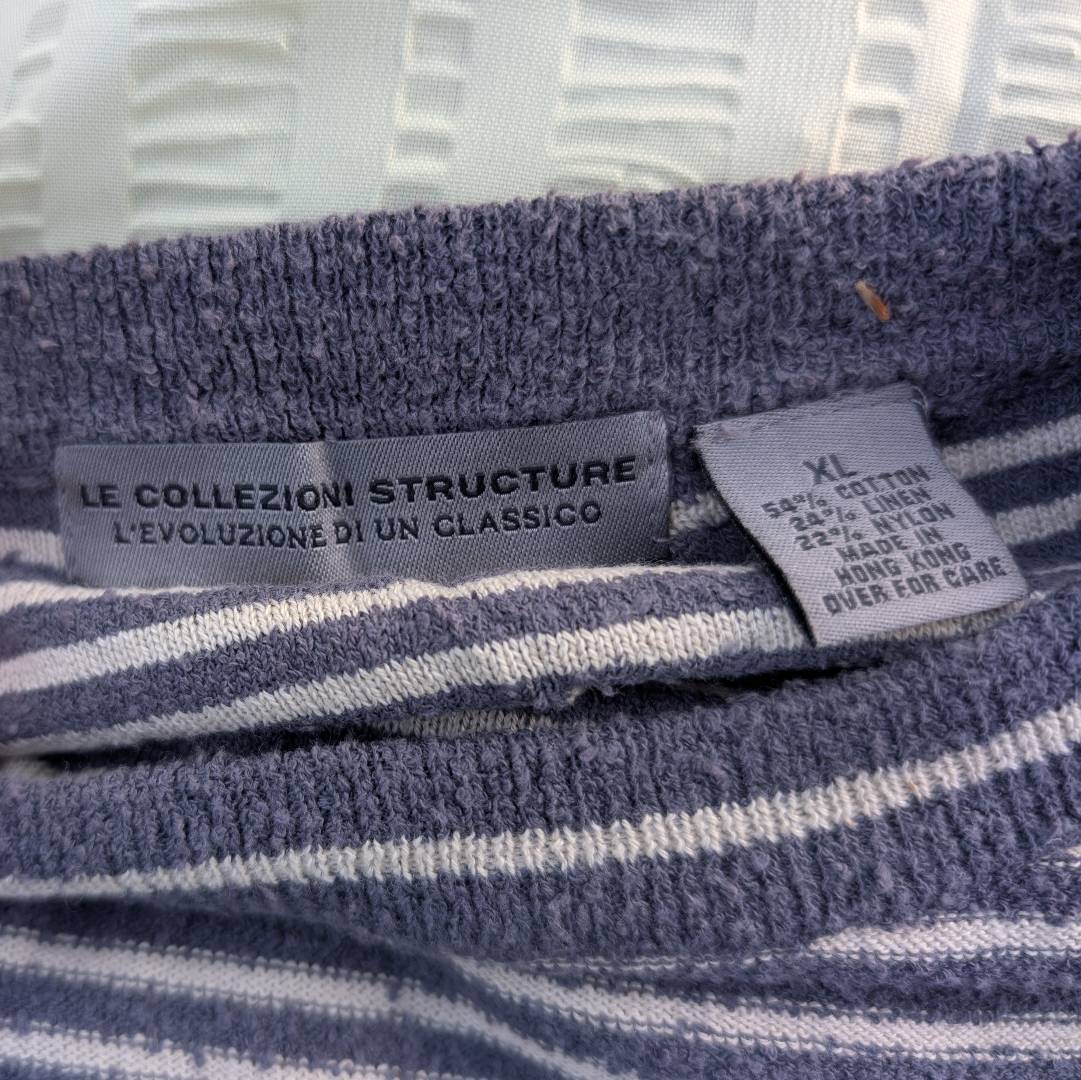 LE COLLEZIONI STRUCTURE
L'EVOLUZIONE DI UN CLASSICO
XL
54% COTTON
24% LINEN
22% NYLON
MADE IN
HONG KONG
OVER FOR CARE